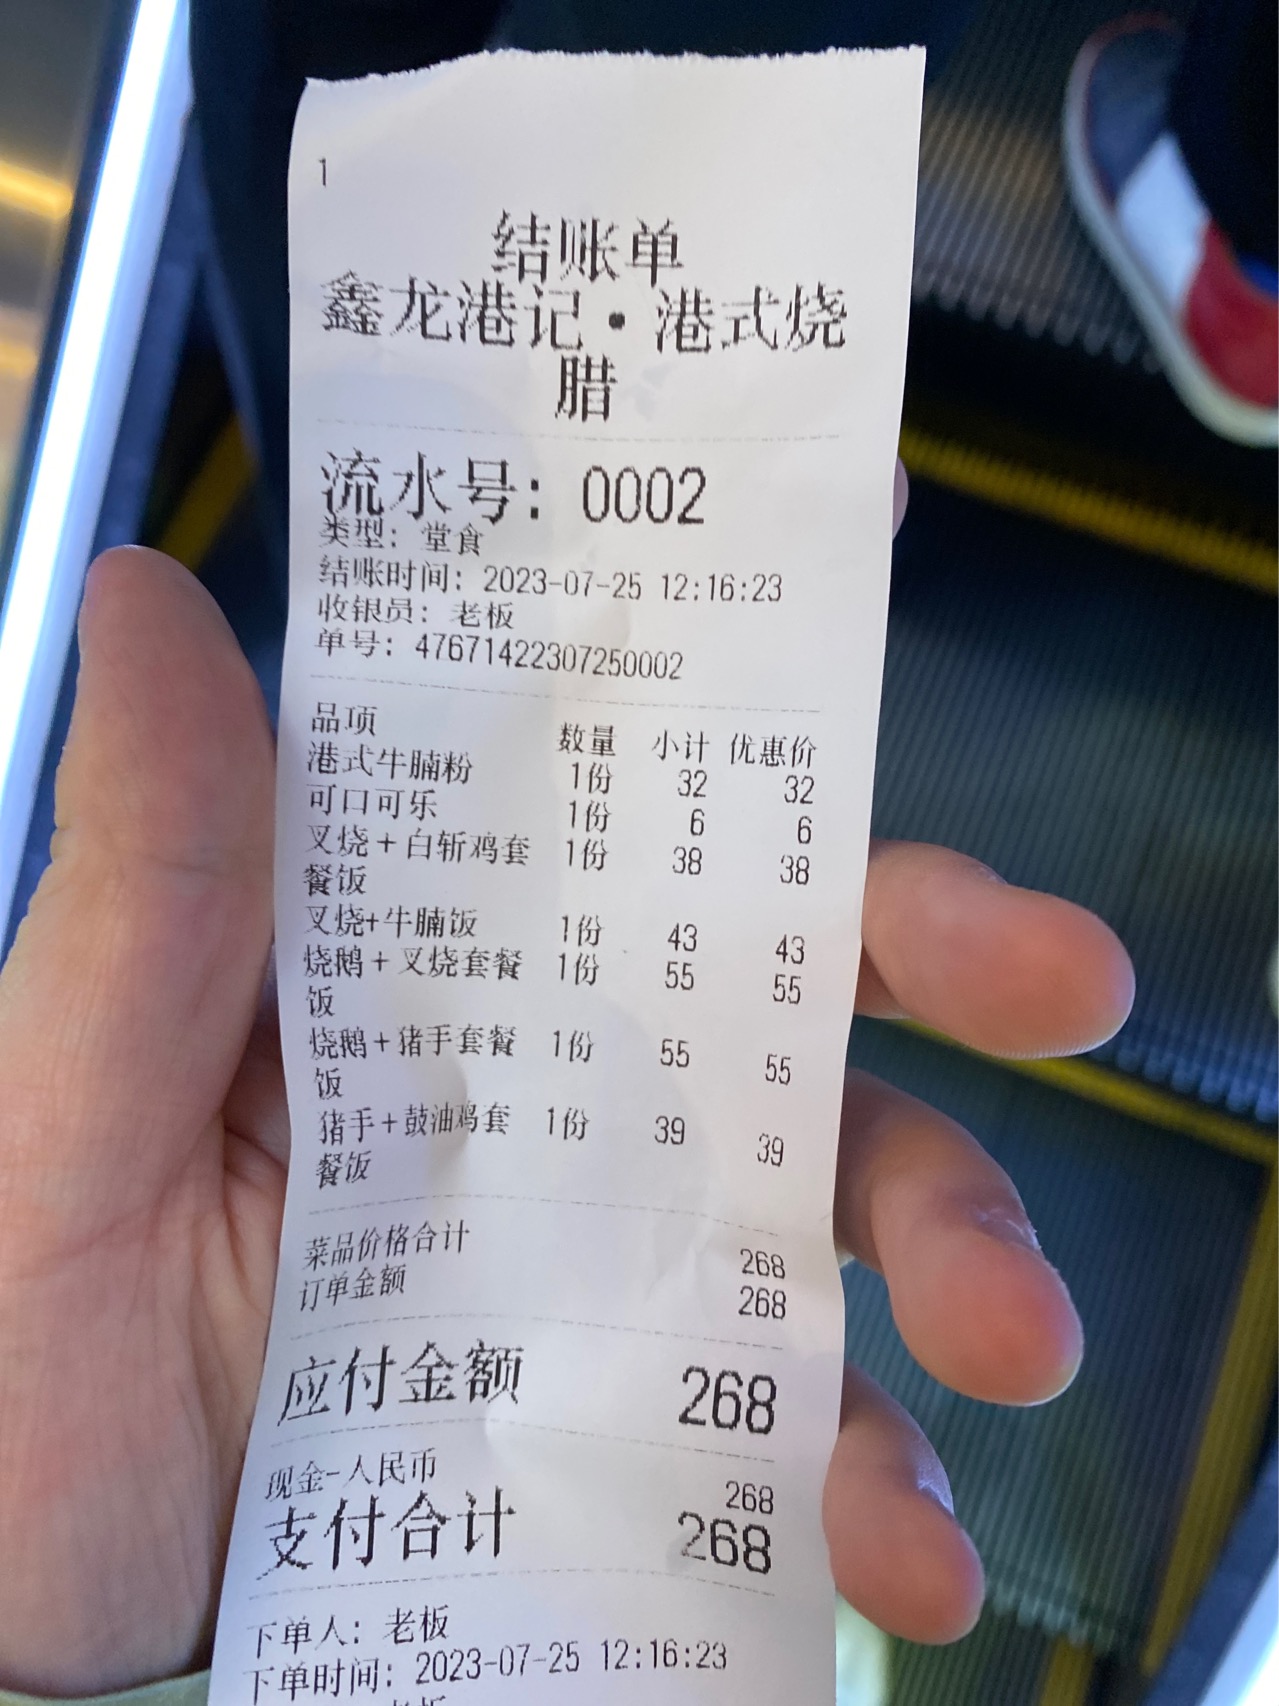 1
结账单
鑫龙港记·港式烧
腊
流水号：0002
类型：堂食
结账时间：2023-07-25 12:16:23
收银员：老板
单号：476714222307250002
品项 数量 小计 优惠价
港式牛腩粉 1份 32 32
可口可乐 1份 6 6
叉烧+白斩鸡套 1份 38 38
餐饭
叉烧+牛腩饭 1份 43 43
烧鹅+叉烧套餐 1份 55 55
饭
烧鹅+猪手套餐 1份 55 55
饭
猪手+鼓油鸡套 1份 39 39
餐饭
菜品价格合计 268
订单金额 268
应付金额 268
现金-人民币 268
支付合计 268
下单人：老板
下单时间：2023-07-25 12:16:23